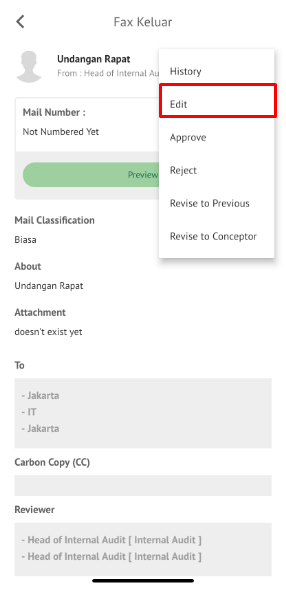 Fax Keluar
Undangan Rapat
From : Head of Internal Au
History
Edit
Approve
Reject
Revise to Previous
Revise to Conceptor
Mail Number :
Not Numbered Yet
Preview
Mail Classification
Biasa
About
Undangan Rapat
Attachment
doesn't exist yet
To
- Jakarta
- IT
- Jakarta
Carbon Copy (CC)
Reviewer
- Head of Internal Audit [ Internal Audit ]
- Head of Internal Audit [ Internal Audit ]